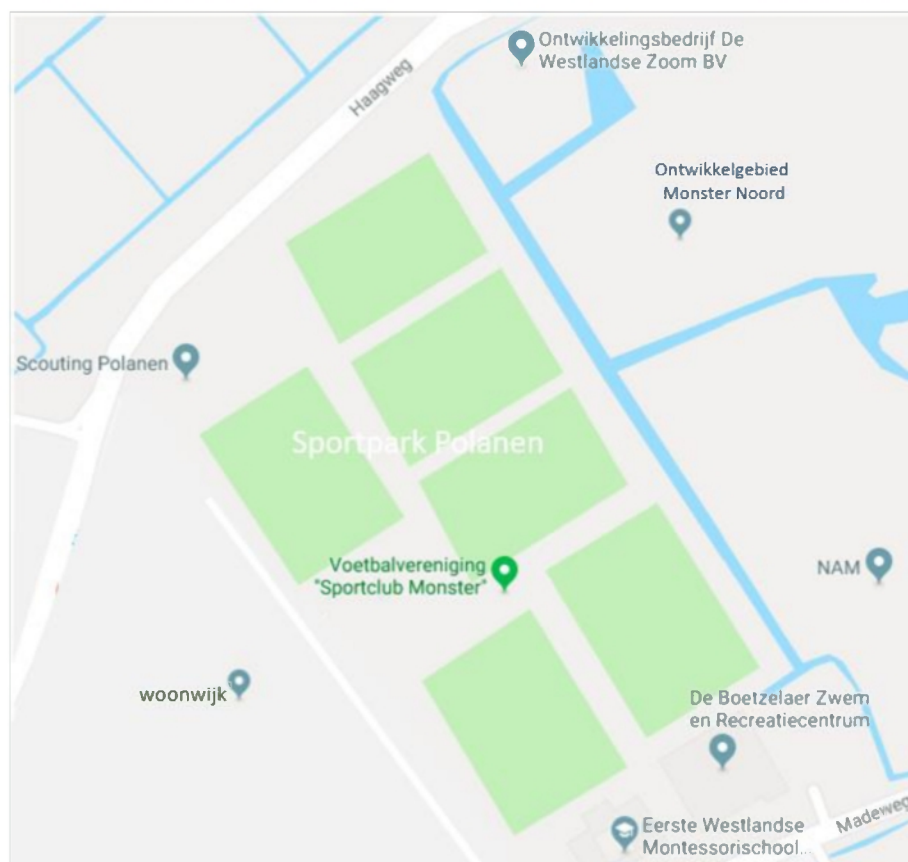 Ontwikkelingsbedrijf De
Westlandse Zoom BV
Haagweg
Ontwikkelgebied
Monster Noord
Scouting Polanen
Sportpark Polanen
Voetbalvereniging
"Sportclub Monster"
NAM
woonwijk
De Boetzelaer Zwem
en Recreatiecentrum
Madeweg
Eerste Westlandse
Montessorischool...